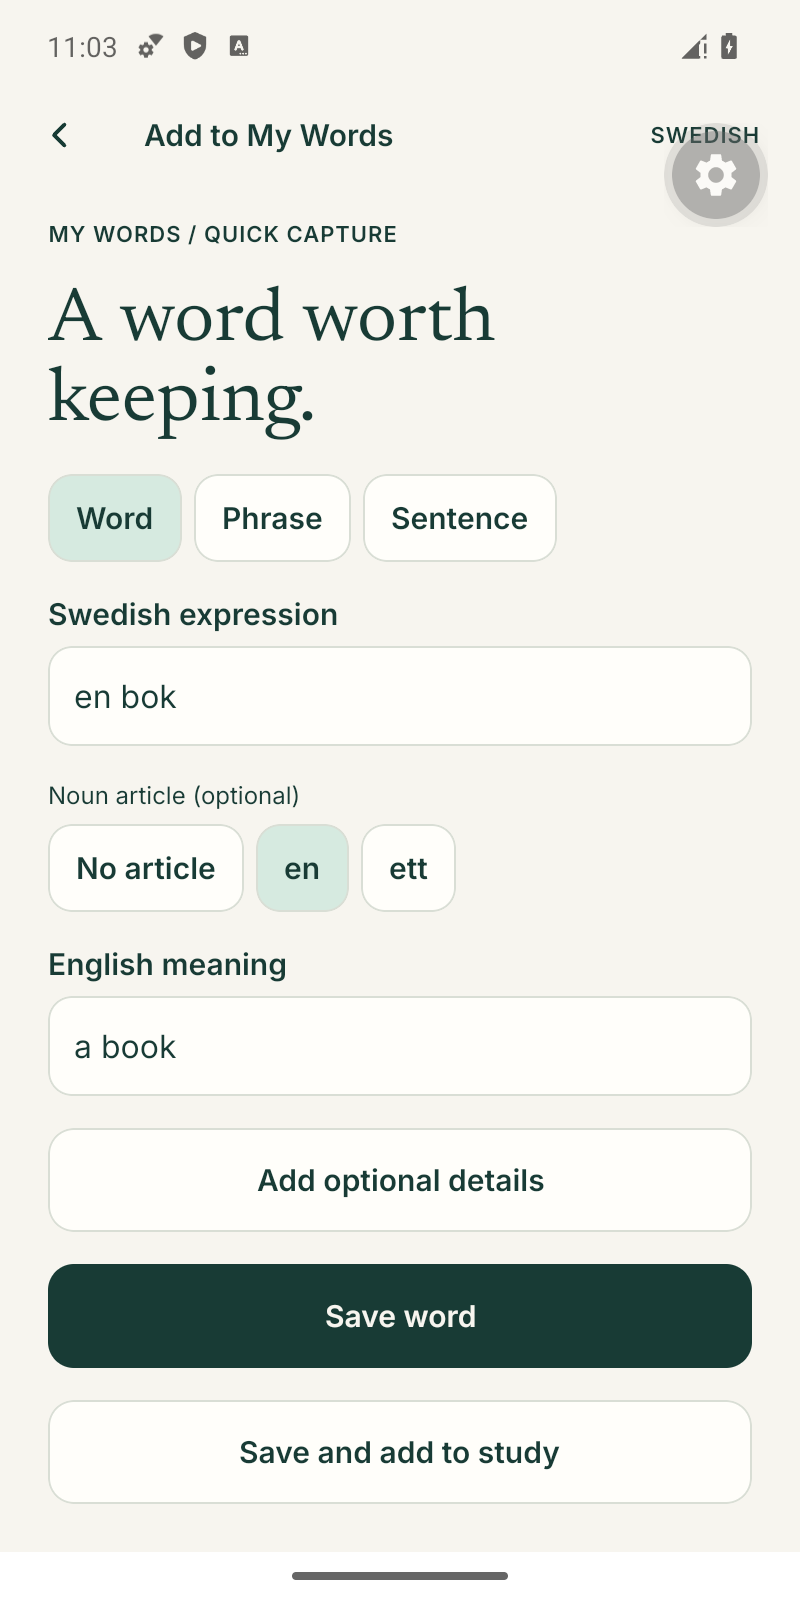 11:03
Add to My Words
SWEDISH
MY WORDS / QUICK CAPTURE
A word worth
keeping.
Word Phrase Sentence
Swedish expression
en bok
Noun article (optional)
No article en ett
English meaning
a book
Add optional details
Save word
Save and add to study